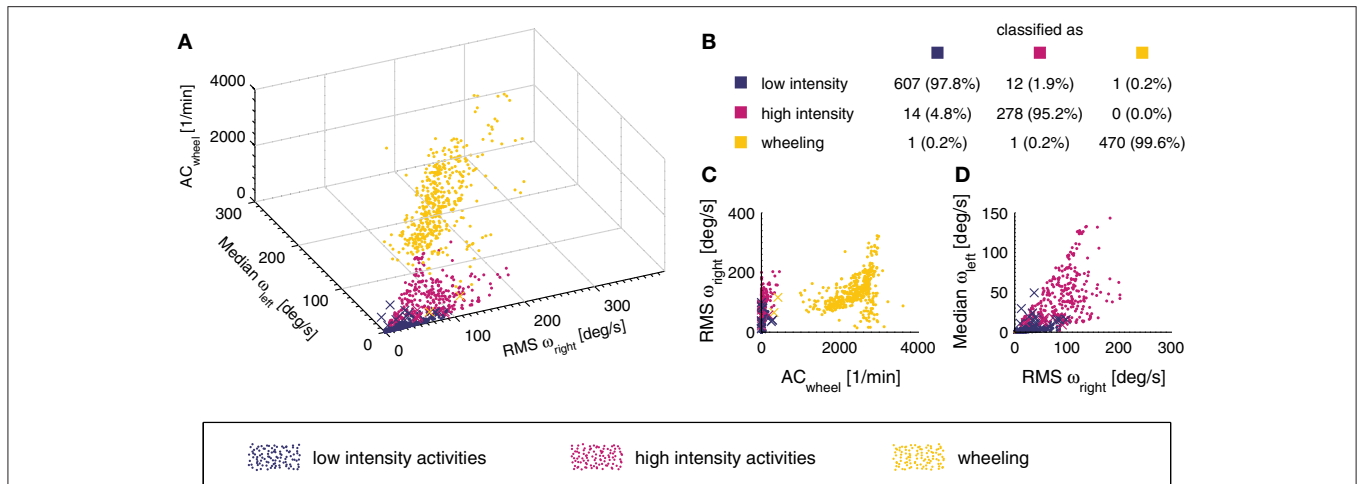 A
4000
2000
0
AC_wheel [1/min]
300
200
100
0
Median ω_left [deg/s]
0
100
200
300
RMS ω_right [deg/s]
B
classified as
low intensity 607 (97.8%) 12 (1.9%) 1 (0.2%)
high intensity 14 (4.8%) 278 (95.2%) 0 (0.0%)
wheeling 1 (0.2%) 1 (0.2%) 470 (99.6%)
C
400
200
0
RMS ω_right [deg/s]
0 2000 4000
AC_wheel [1/min]
D
150
100
50
0
Median ω_left [deg/s]
0 100 200 300
RMS ω_right [deg/s]
low intensity activities high intensity activities wheeling